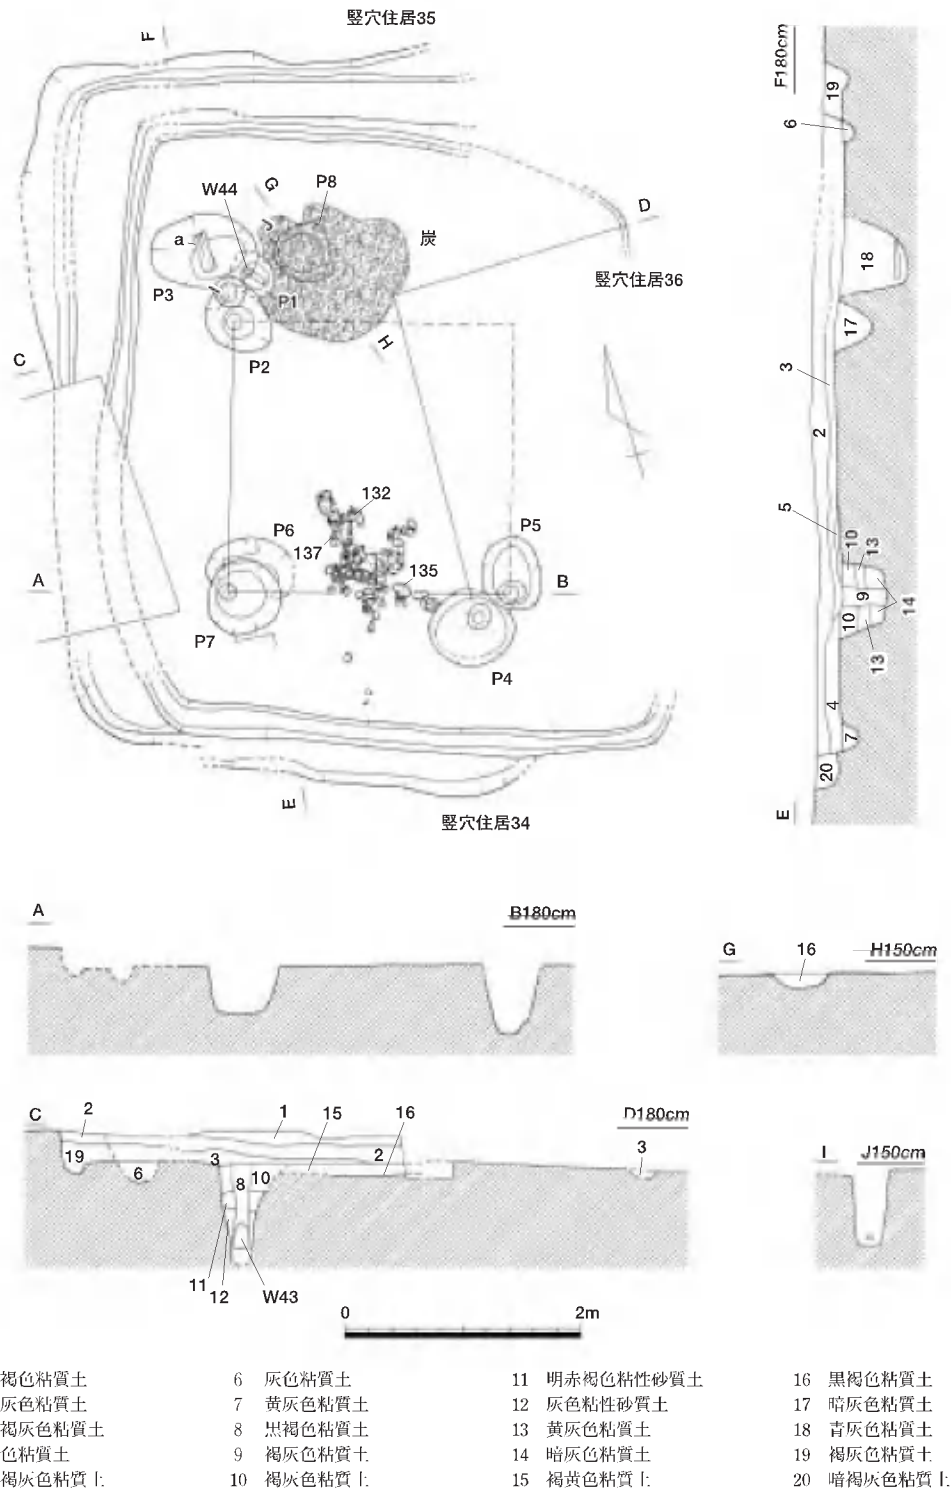 竪穴住居35
F
F180cm
19
6
G
P8
W44
J
D
a
炭
18
P3
I
P1
竪穴住居36
17
H
C
P2
3
2
132
5
P6
P5
10
13
137
135
A
B
9
14
10
P7
13
P4
4
7
20
E
E
竪穴住居34
A
B180cm
G
16
H150cm
C
2
1
15
16
D180cm
3
2
19
3
I
J150cm
6
8
10
11
12
W43
0
2m
褐色粘質土
6 灰色粘質土
11 明赤褐色粘性砂質土
16 黒褐色粘質土
灰色粘質土
7 黄灰色粘質土
12 灰色粘性砂質土
17 暗灰色粘質土
褐灰色粘質土
8 黒褐色粘質土
13 黄灰色粘質土
18 青灰色粘質土
色粘質土
9 褐灰色粘質土
14 暗灰色粘質土
19 褐灰色粘質土
褐灰色粘質土
10 褐灰色粘質土
15 褐黄色粘質土
20 暗褐灰色粘質土